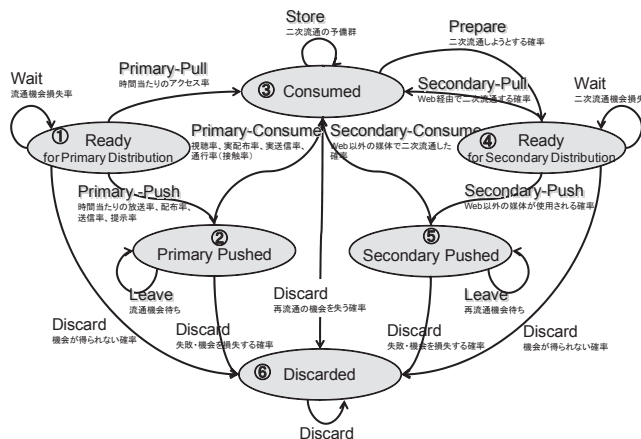 Store
二次流通の予備群
Prepare
二次流通しようとする確率
Wait
流通機会損失率
Primary-Pull
時間当たりのアクセス率
③ Consumed
Secondary-Pull
Web経由で二次流通する確率
Wait
二次流通機会損失
① Ready
for Primary Distribution
Primary-Consume
視聴率、実配布率、実送信率、
通行率(接触率)
Secondary-Consume
Web以外の媒体で二次流通した
確率
④ Ready
for Secondary Distribution
Primary-Push
時間当たりの放送率、配布率、
送信率、提示率
Secondary-Push
Web以外の媒体が使用される確率
②
Primary Pushed
⑤
Secondary Pushed
Leave
流通機会待ち
Discard
再流通の機会を失う確率
Leave
再流通機会待ち
Discard
機会が得られない確率
Discard
失敗・機会を損失する確率
Discard
失敗・機会を損失する確率
Discard
機会が得られない確率
⑥ Discarded
Discard